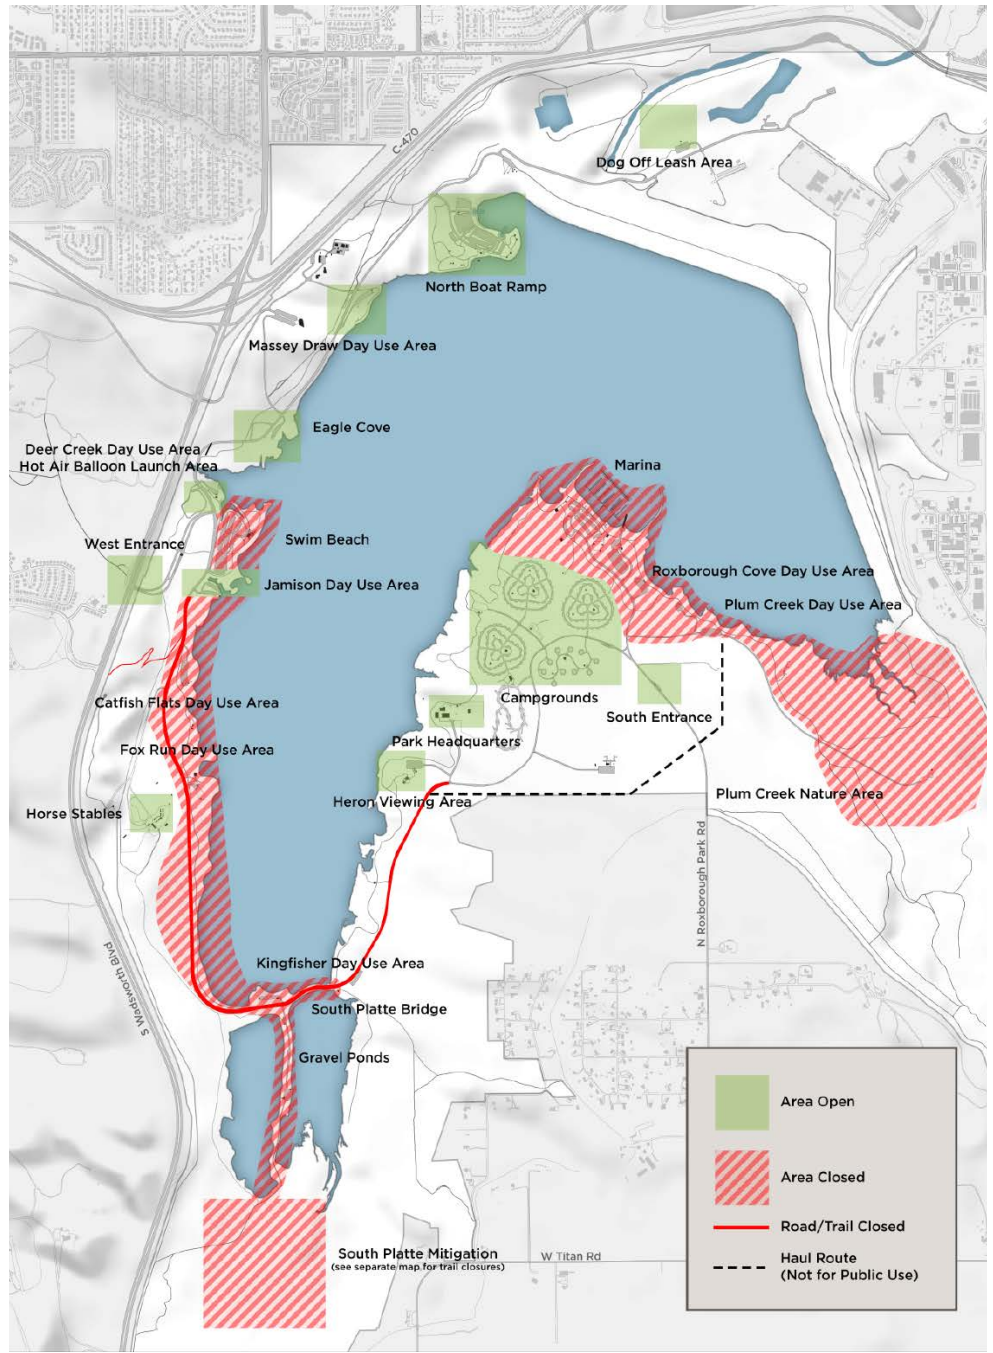 C-470
Dog Off Leash Area
North Boat Ramp
Massey Draw Day Use Area
Eagle Cove
Deer Creek Day Use Area /
Hot Air Balloon Launch Area
Marina
Swim Beach
West Entrance
Roxborough Cove Day Use Area
Jamison Day Use Area
Plum Creek Day Use Area
Catfish Flats Day Use Area
Campgrounds
South Entrance
Park Headquarters
Fox Run Day Use Area
Heron Viewing Area
Plum Creek Nature Area
Horse Stables
N Roxborough Park Rd
S Wadsworth Blvd
Kingfisher Day Use Area
South Platte Bridge
Gravel Ponds
South Platte Mitigation
(see separate map for trail closures)
W Titan Rd
Area Open
Area Closed
Road/Trail Closed
Haul Route
(Not for Public Use)